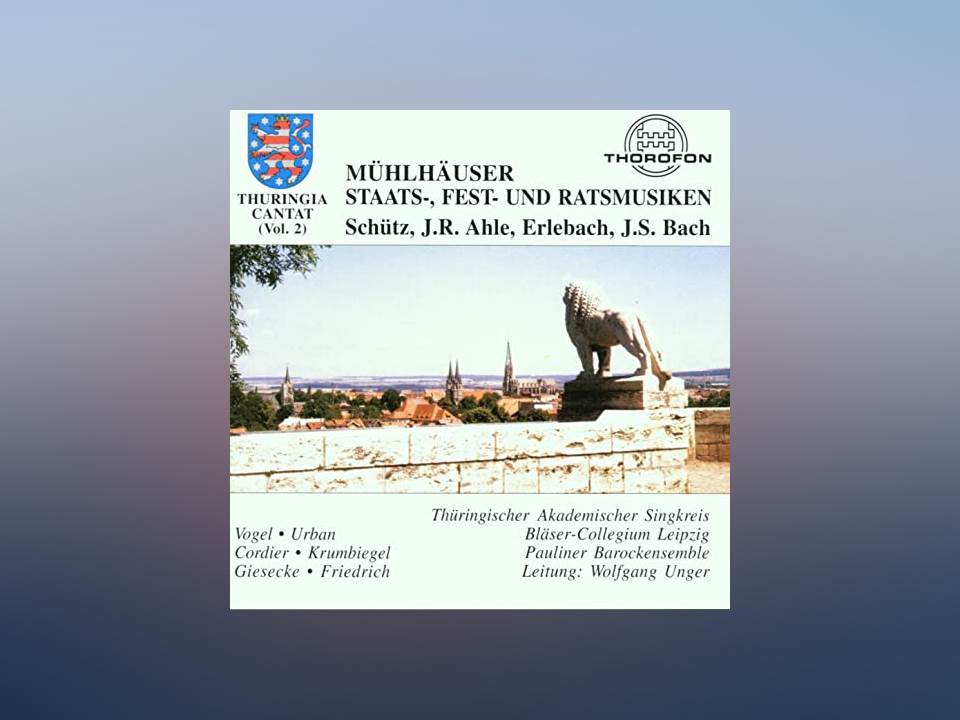 THURINGIA
CANTAT
(Vol. 2)
THOROFON
MÜHLHÄUSER
STAATS-, FEST- UND RATSMUSIKEN
Schütz, J.R. Ahle, Erlebach, J.S. Bach
Vogel • Urban
Cordier • Krumbiegel
Giesecke • Friedrich
Thüringischer Akademischer Singkreis
Bläser-Collegium Leipzig
Pauliner Barockensemble
Leitung: Wolfgang Unger